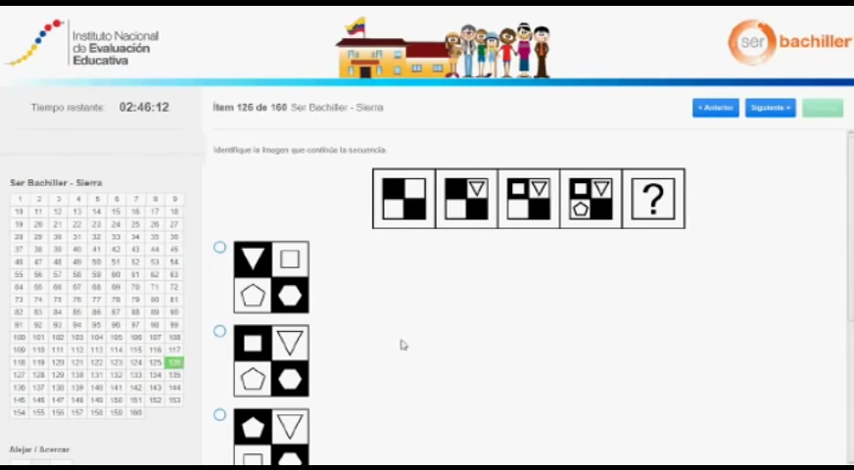 Instituto Nacional
de Evaluación
Educativa
ser bachiller
Tiempo restante: 02:46:12
Ítem 126 de 160 Ser Bachiller - Sierra
« Anterior
Siguiente »
Identifique la imagen que continúa la secuencia
Ser Bachiller - Sierra
1 2 3 4 5 6 7 8 9
10 11 12 13 14 15 16 17 18
19 20 21 22 23 24 25 26 27
28 29 30 31 32 33 34 35 36
37 38 39 40 41 42 43 44 45
46 47 48 49 50 51 52 53 54
55 56 57 58 59 60 61 62 63
64 65 66 67 68 69 70 71 72
73 74 75 76 77 78 79 80 81
82 83 84 85 86 87 88 89 90
91 92 93 94 95 96 97 98 99
100 101 102 103 104 105 106 107 108
109 110 111 112 113 114 115 116 117
118 119 120 121 122 123 124 125 126
127 128 129 130 131 132 133 134 135
136 137 138 139 140 141 142 143 144
145 146 147 148 149 150 151 152 153
154 155 156 157 158 159 160
?
Alejar / Acercar